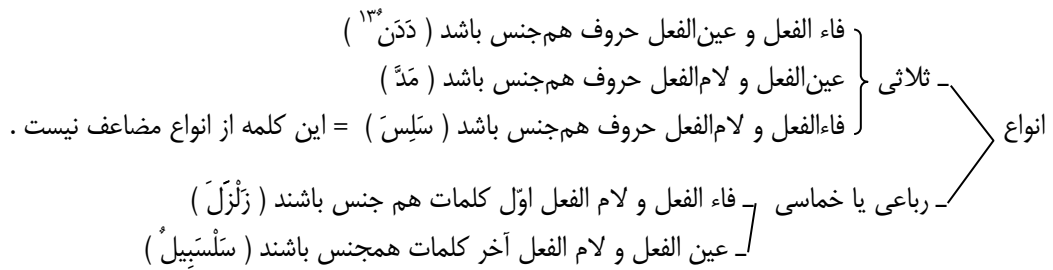 فاء الفعل و عین‌الفعل حروف هم‌جنس باشد ( دَدَنٌ ۱۳ )
ـ ثلاثی عین‌الفعل و لام‌الفعل حروف هم‌جنس باشد ( مَدَّ )
انواع فاءالفعل و لام‌الفعل حروف هم‌جنس باشد ( سَلِسَ ) = این کلمه از انواع مضاعف نیست .
ـ رباعی یا خماسی ـ فاء الفعل و لام الفعل اوّل کلمات هم جنس باشند ( زَلْزَلَ )
ـ عین الفعل و لام الفعل آخر کلمات همجنس باشند ( سَلْسَبِیلٌ )